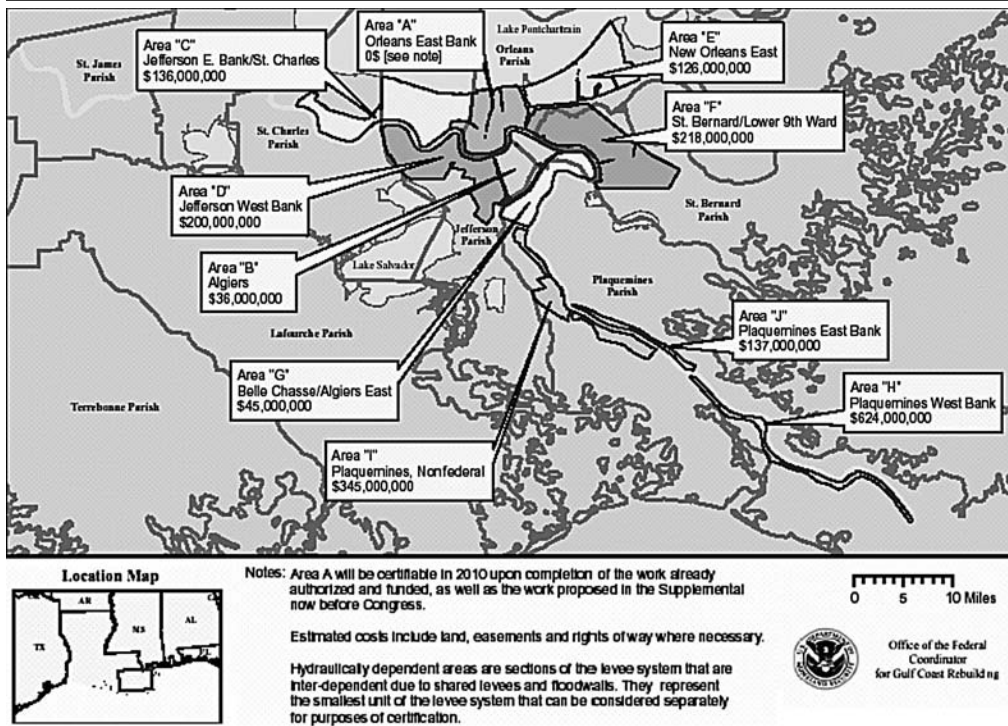 Area "A"
Orleans East Bank
0$ [see note]
Lake Pontchartrain
Orleans
Parish
Area "E"
New Orleans East
$126,000,000
Area "C"
Jefferson E. Bank/St. Charles
$136,000,000
St. James
Parish
St. Charles
Parish
Area "F"
St. Bernard/Lower 9th Ward
$218,000,000
Area "D"
Jefferson West Bank
$200,000,000
St. Bernard
Parish
Jefferson
Parish
Lake Salvador
Area "B"
Algiers
$36,000,000
Plaquemines
Parish
Lafourche Parish
Area "J"
Plaquemines East Bank
$137,000,000
Area "G"
Belle Chasse/Algiers East
$45,000,000
Terrebonne Parish
Area "H"
Plaquemines West Bank
$624,000,000
Area "I"
Plaquemines, Nonfederal
$345,000,000
Location Map
AR
TX
MS
AL
FL
Notes: Area A will be certifiable in 2010 upon completion of the work already
authorized and funded, as well as the work proposed in the Supplemental
now before Congress.
Estimated costs include land, easements and rights of way where necessary.
Hydraulically dependent areas are sections of the levee system that are
inter-dependent due to shared levees and floodwalls. They represent
the smallest unit of the levee system that can be considered separately
for purposes of certification.
0 5 10 Miles
Office of the Federal
Coordinator
for Gulf Coast Rebuilding